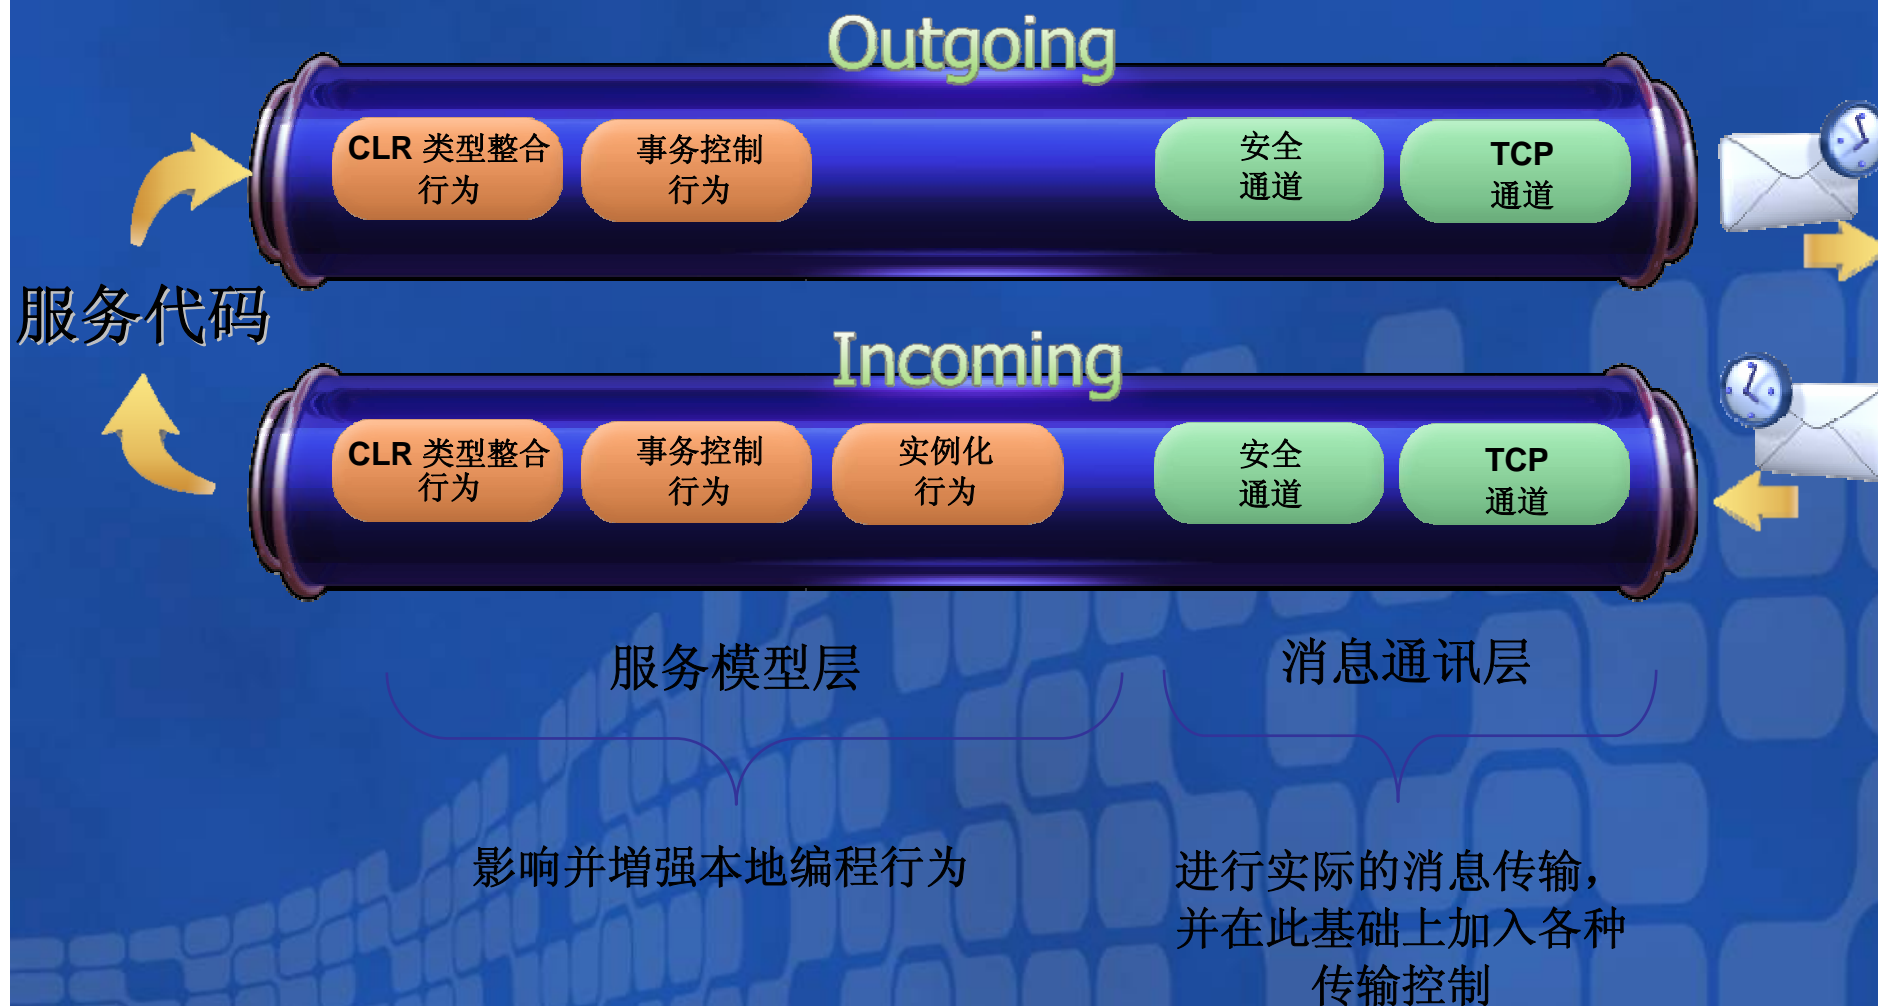 Outgoing
CLR 类型整合
行为
事务控制
行为
安全
通道
TCP
通道
服务代码
Incoming
CLR 类型整合
行为
事务控制
行为
实例化
行为
安全
通道
TCP
通道
服务模型层
消息通讯层
影响并增强本地编程行为
进行实际的消息传输，
并在此基础上加入各种
传输控制